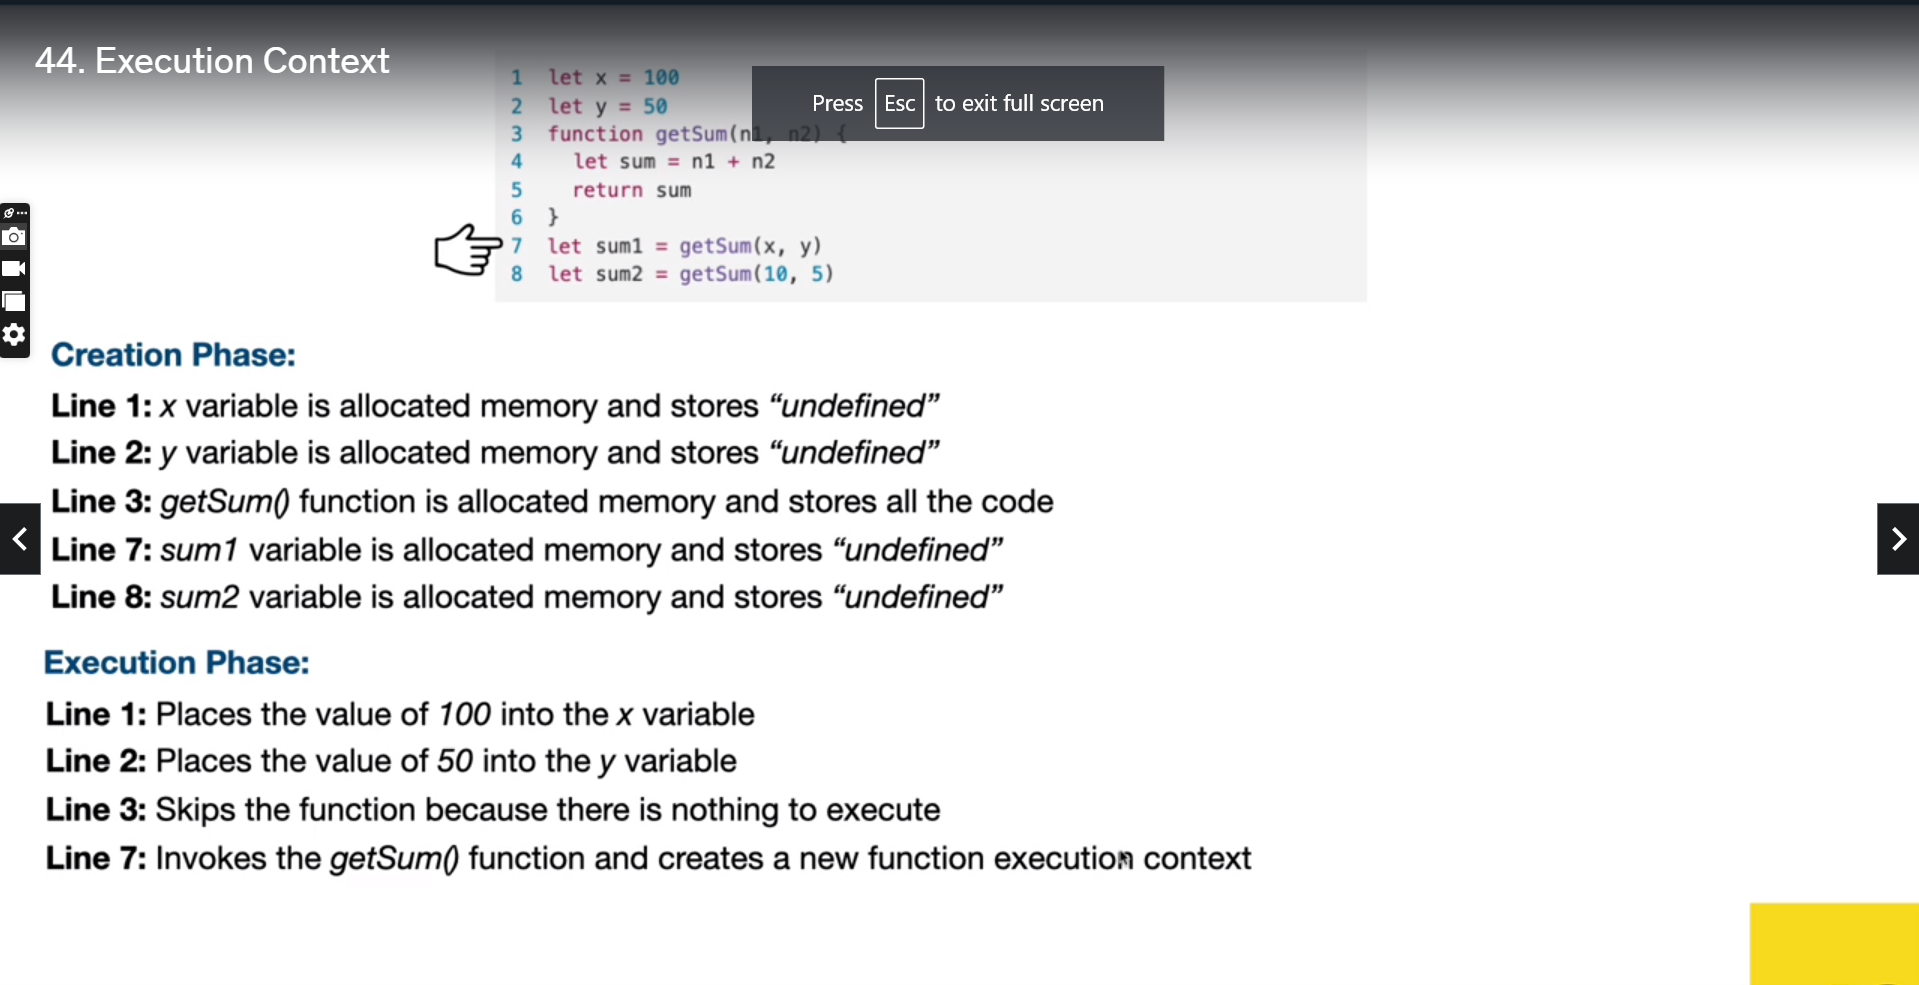 44. Execution Context
Press Esc to exit full screen
1 let x = 100
2 let y = 50
3 function getSum(n1, n2) {
4 let sum = n1 + n2
5 return sum
6 }
7 let sum1 = getSum(x, y)
8 let sum2 = getSum(10, 5)
Creation Phase:
Line 1: x variable is allocated memory and stores “undefined”
Line 2: y variable is allocated memory and stores “undefined”
Line 3: getSum() function is allocated memory and stores all the code
Line 7: sum1 variable is allocated memory and stores “undefined”
Line 8: sum2 variable is allocated memory and stores “undefined”
Execution Phase:
Line 1: Places the value of 100 into the x variable
Line 2: Places the value of 50 into the y variable
Line 3: Skips the function because there is nothing to execute
Line 7: Invokes the getSum() function and creates a new function execution context